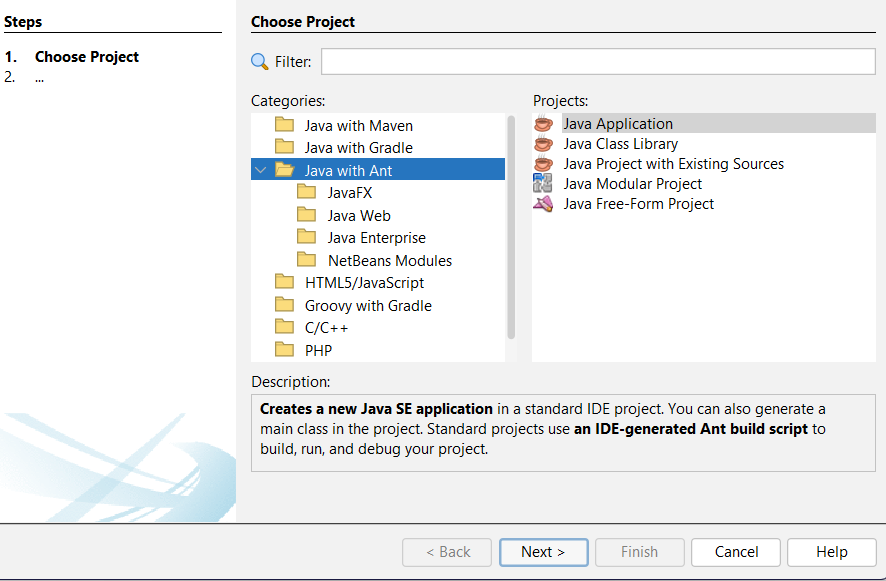 Steps
1. Choose Project
2. ...
Choose Project
Filter:
Categories:
Java with Maven
Java with Gradle
Java with Ant
JavaFX
Java Web
Java Enterprise
NetBeans Modules
HTML5/JavaScript
Groovy with Gradle
C/C++
PHP
Projects:
Java Application
Java Class Library
Java Project with Existing Sources
Java Modular Project
Java Free-Form Project
Description:
Creates a new Java SE application in a standard IDE project. You can also generate a
main class in the project. Standard projects use an IDE-generated Ant build script to
build, run, and debug your project.
< Back Next > Finish Cancel Help